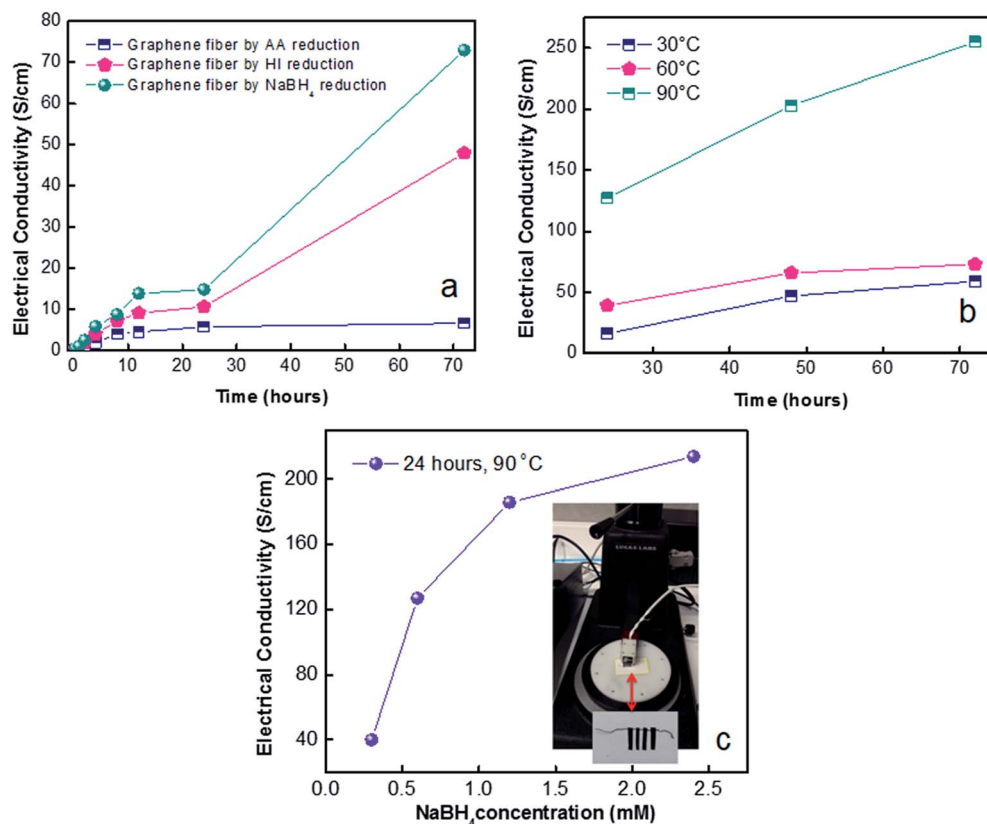 80
70
60
50
40
30
20
10
0
Electrical Conductivity (S/cm)
Graphene fiber by AA reduction
Graphene fiber by HI reduction
Graphene fiber by NaBH₄ reduction
a
0 10 20 30 40 50 60 70
Time (hours)
250
200
150
100
50
0
Electrical Conductivity (S/cm)
30°C
60°C
90°C
b
30 40 50 60 70
Time (hours)
200
160
120
80
40
Electrical Conductivity (S/cm)
24 hours, 90°C
LUCAS LABS
c
0.0 0.5 1.0 1.5 2.0 2.5
NaBH₄concentration (mM)